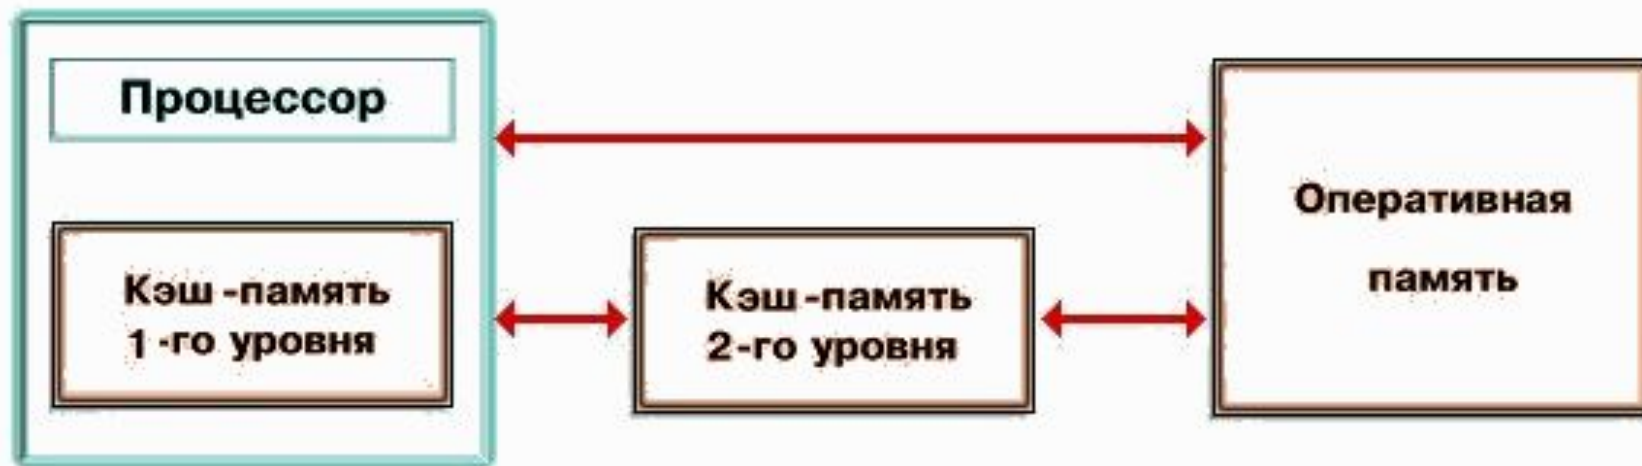 Процессор
Кэш-память
1-го уровня
Кэш-память
2-го уровня
Оперативная
память